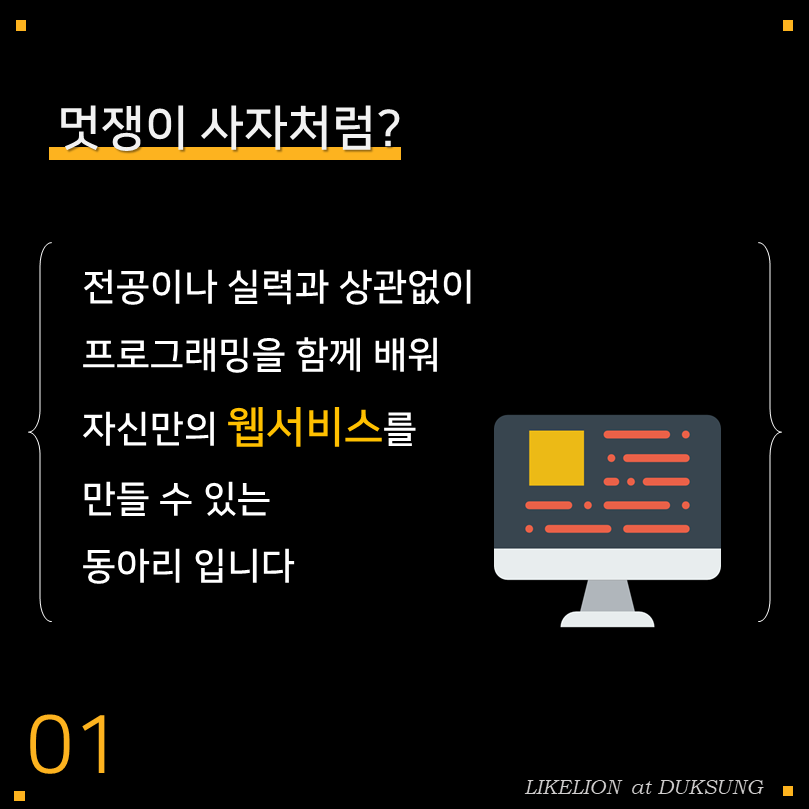 멋쟁이 사자처럼?
전공이나 실력과 상관없이
프로그래밍을 함께 배워
자신만의 웹서비스를
만들 수 있는
동아리 입니다
01
LIKELION at DUKSUNG